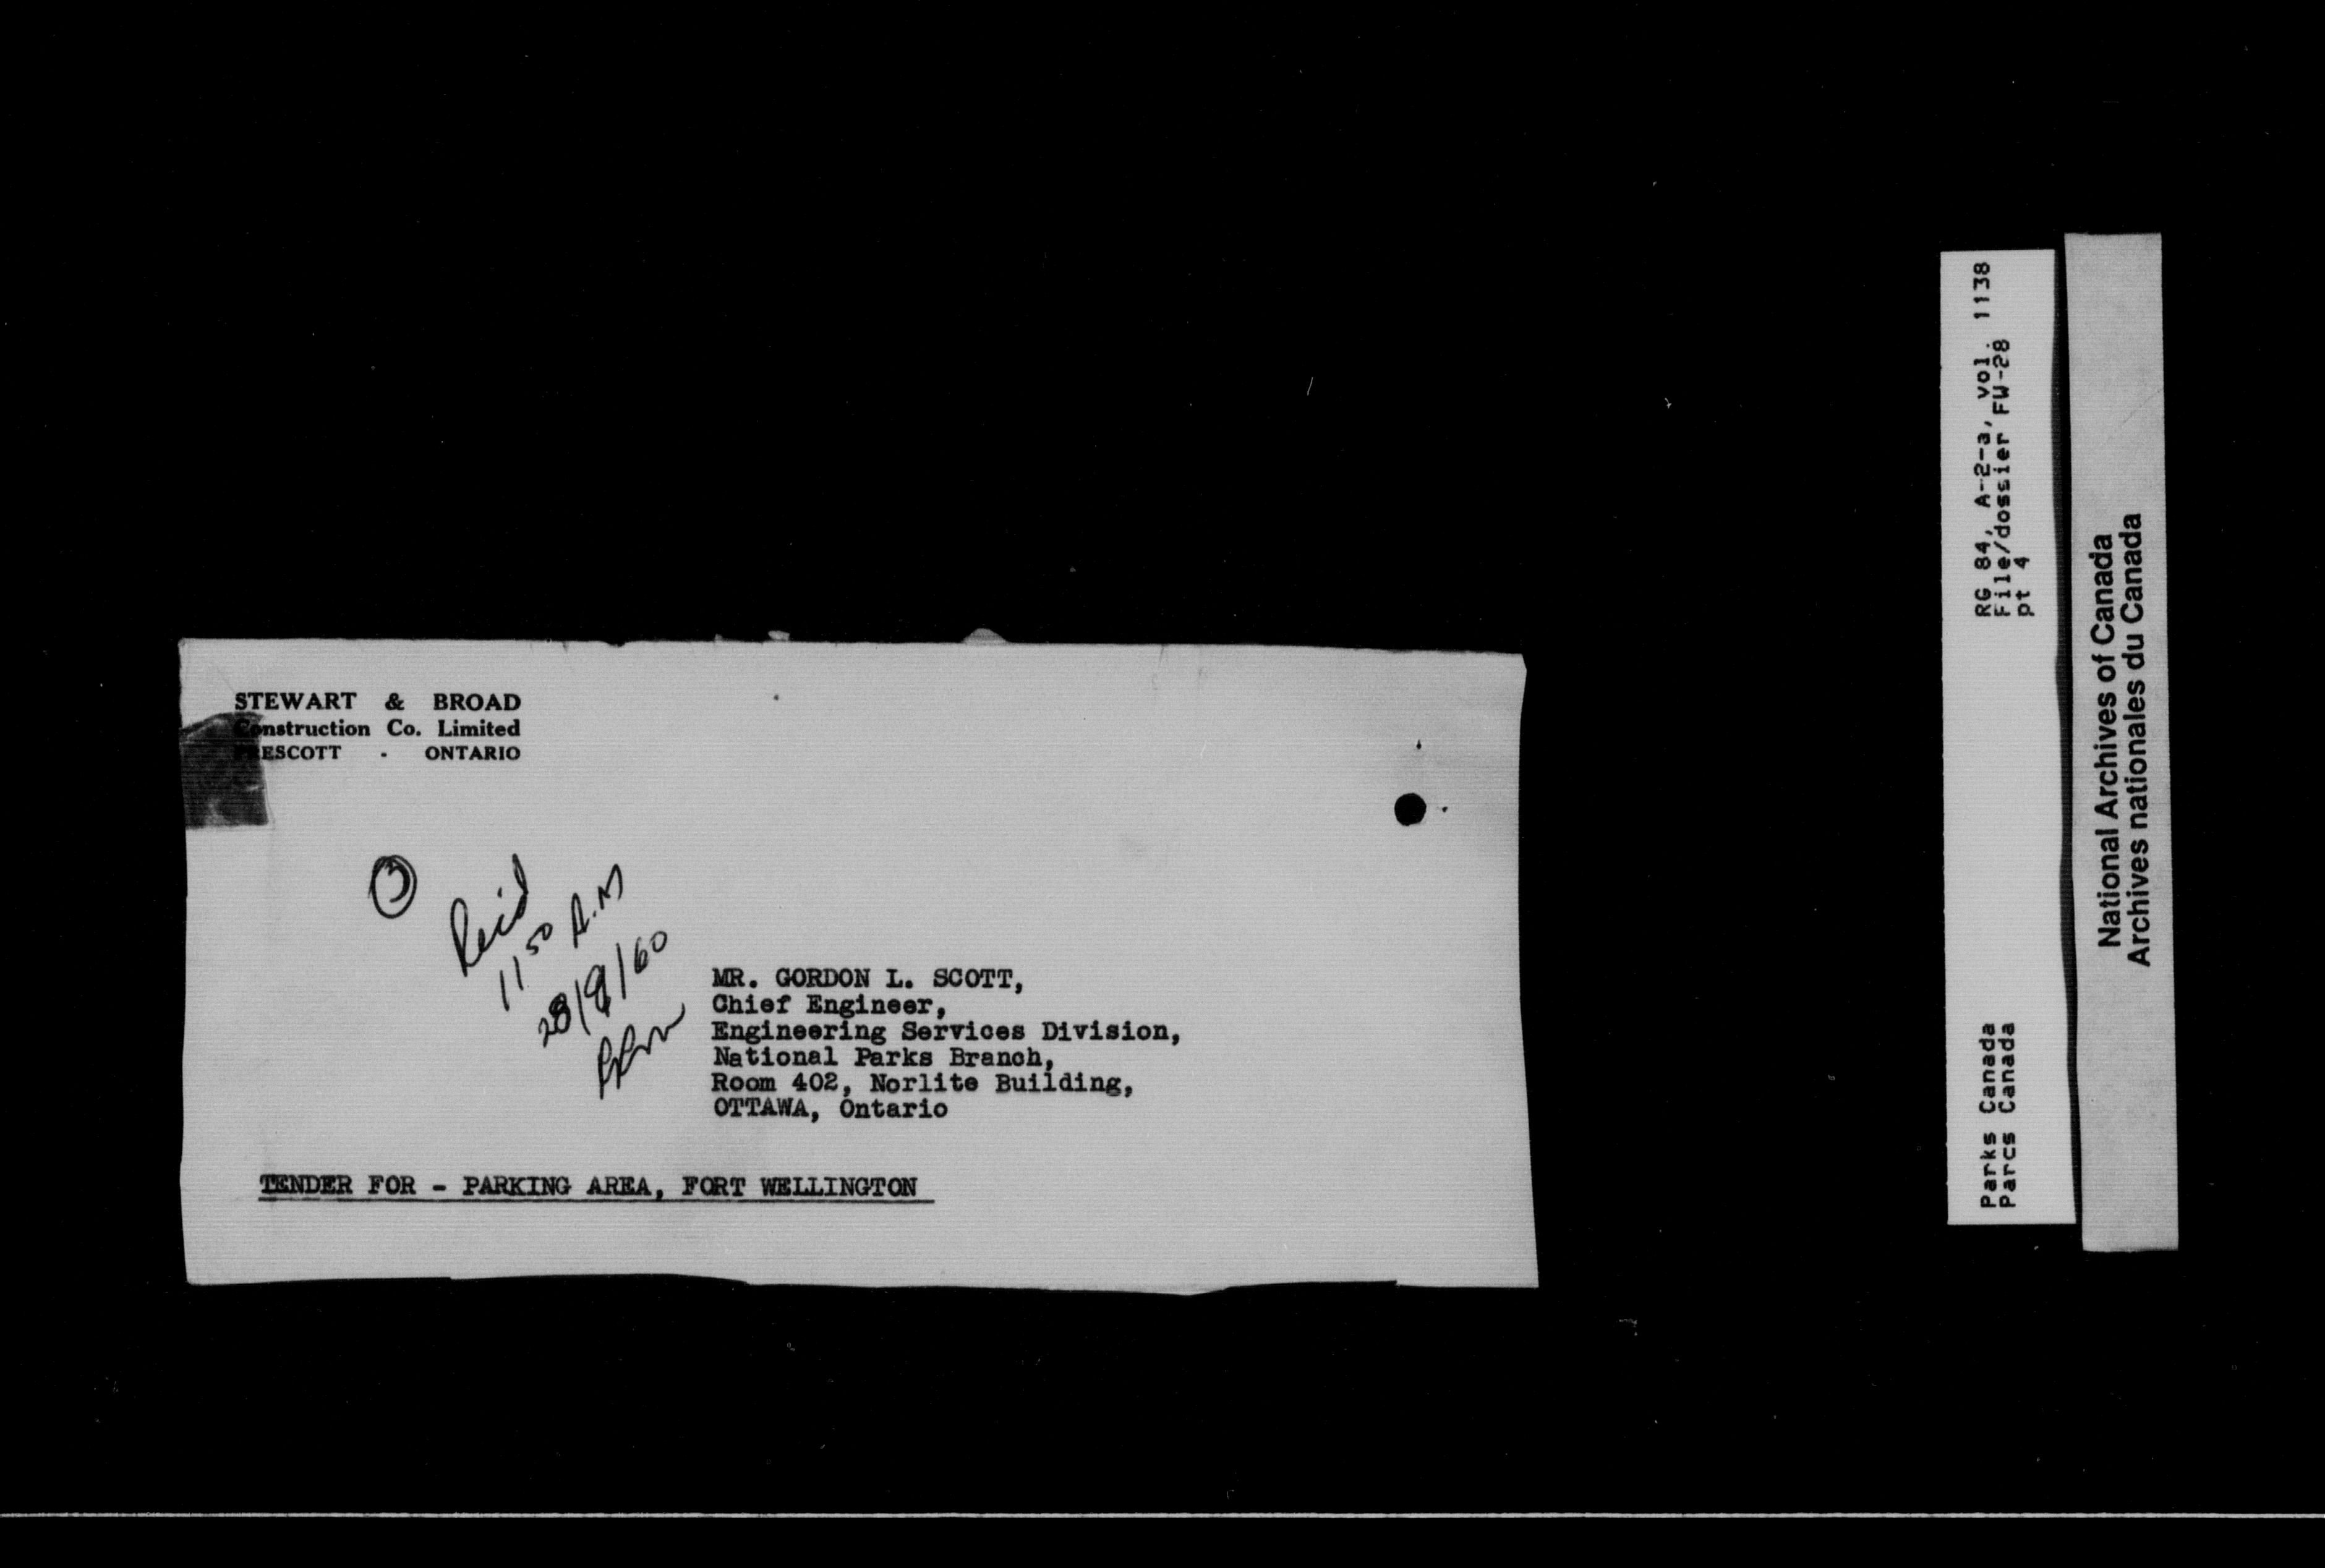 STEWART & BROAD
Construction Co. Limited
PRESCOTT - ONTARIO
3
Rec'd
11 50 A.M
28/9/60
MR. GORDON L. SCOTT,
Chief Engineer,
Engineering Services Division,
National Parks Branch,
Room 402, Norlite Building,
OTTAWA, Ontario
TENDER FOR - PARKING AREA, FORT WELLINGTON
RG 84, A-2-a, vol. 1138
File/dossier FW-28
pt 4
Parks Canada
Parcs Canada
National Archives of Canada
Archives nationales du Canada